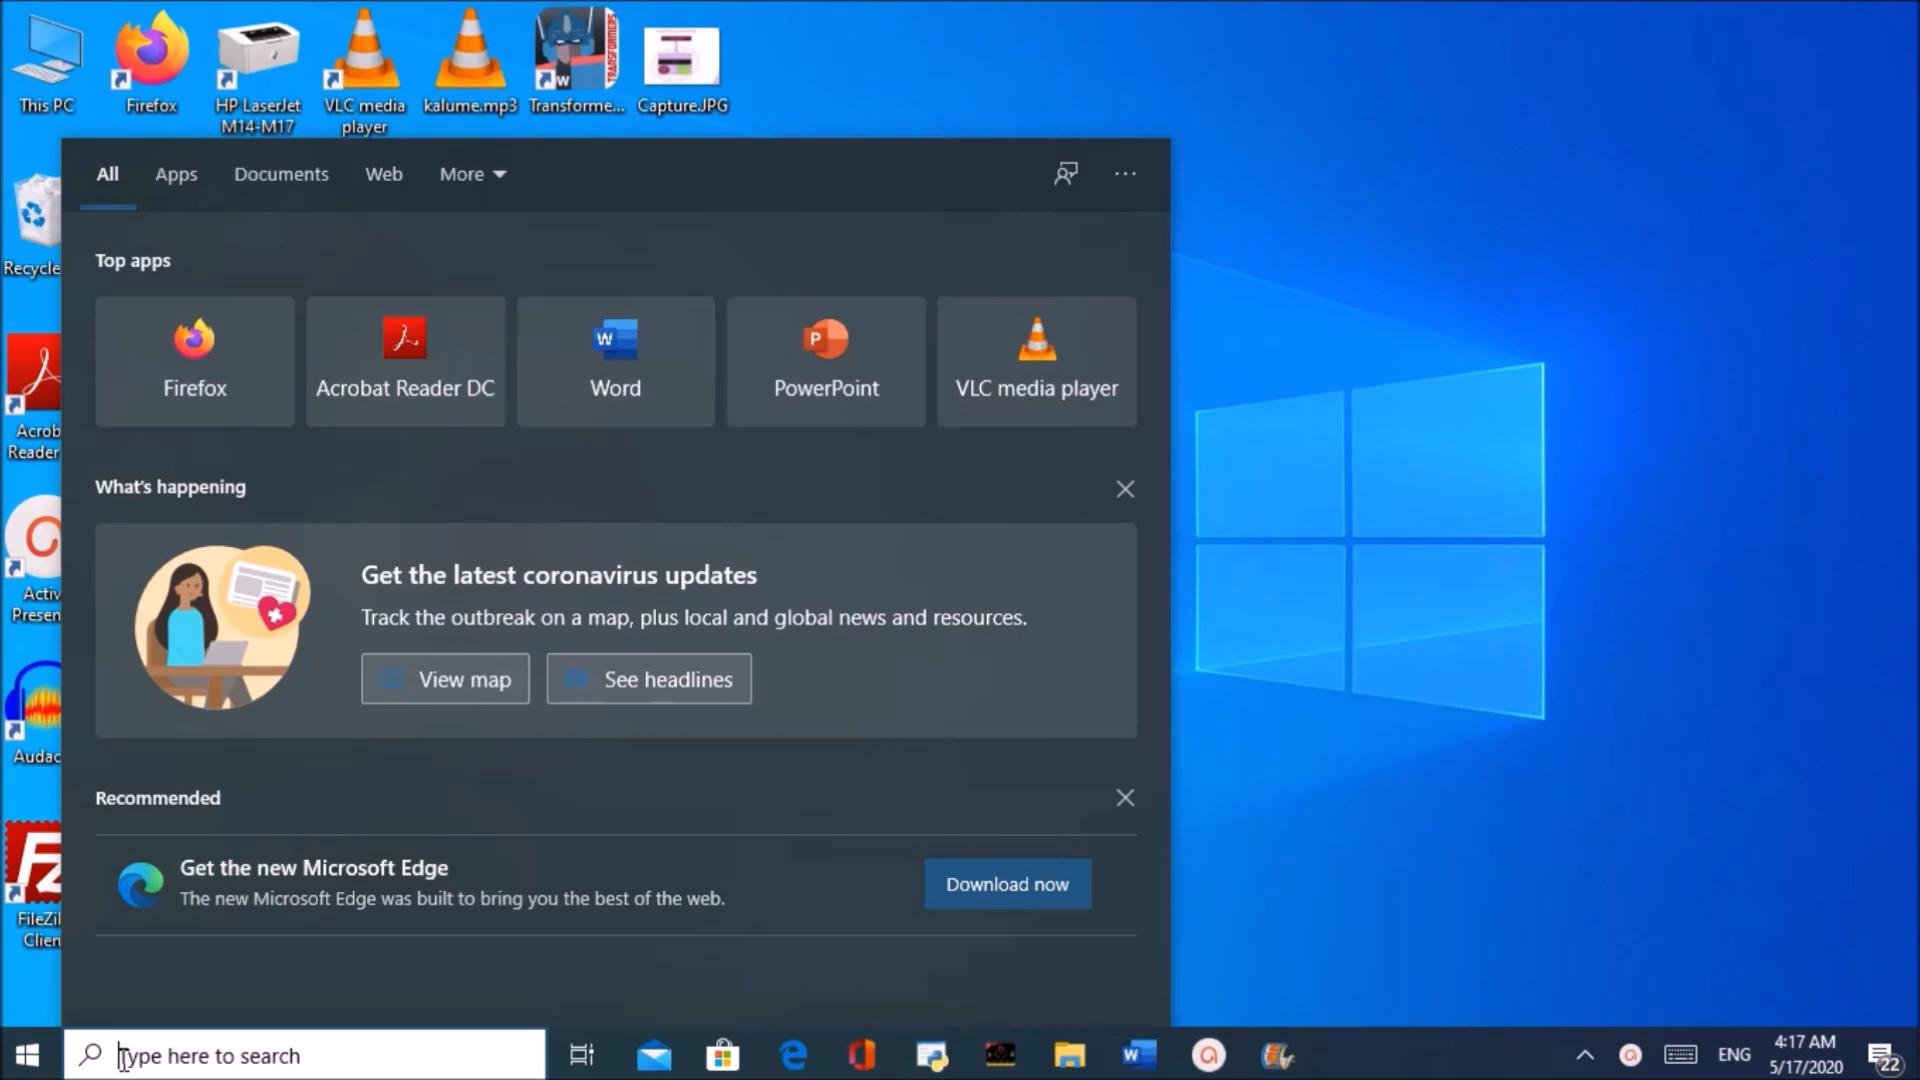 This PC
Firefox
HP LaserJet
M14-M17
VLC media
player
kalume.mp3
Transforme...
Capture.JPG
All
Apps
Documents
Web
More
Recycle
Top apps
Firefox
Acrobat Reader DC
Word
PowerPoint
VLC media player
Acrob
Reader
What's happening
Get the latest coronavirus updates
Track the outbreak on a map, plus local and global news and resources.
View map
See headlines
Activ
Presen
Audac
Recommended
Get the new Microsoft Edge
The new Microsoft Edge was built to bring you the best of the web.
Download now
FileZil
Clien
Type here to search
ENG
4:17 AM
5/17/2020
22